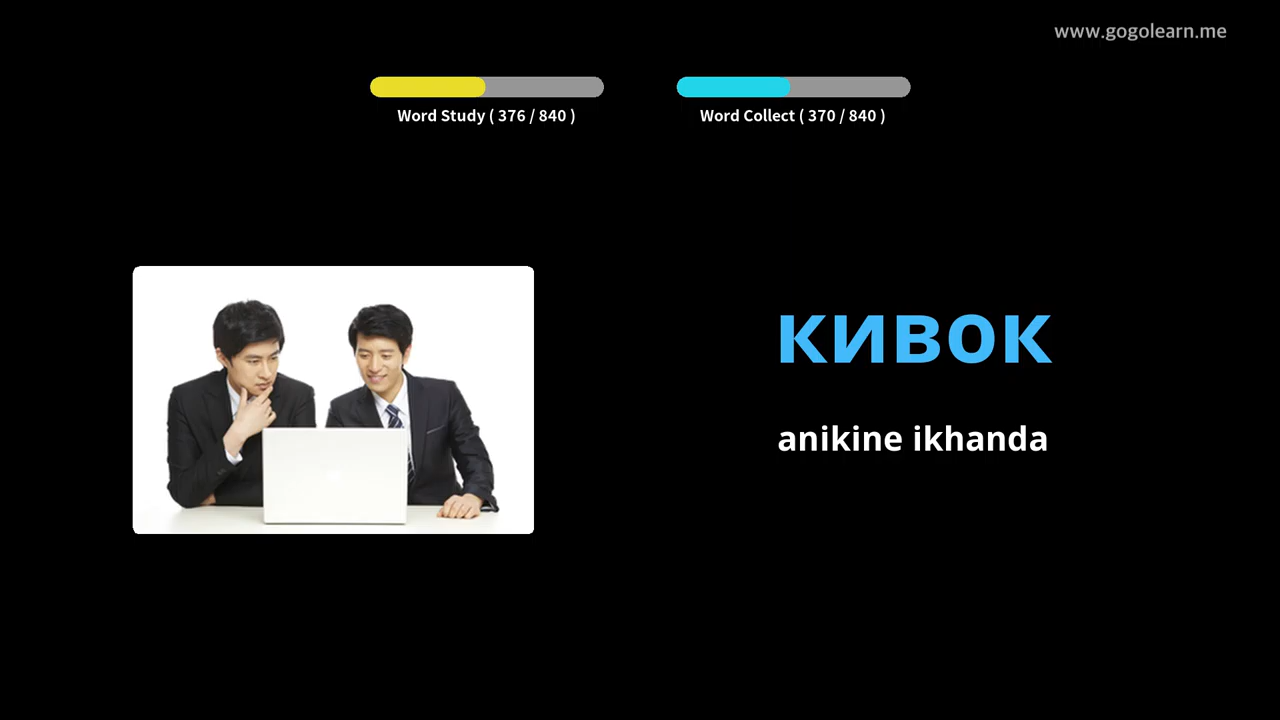 www.gogolearn.me
Word Study ( 376 / 840 )
Word Collect ( 370 / 840 )
кивок
anikine ikhanda